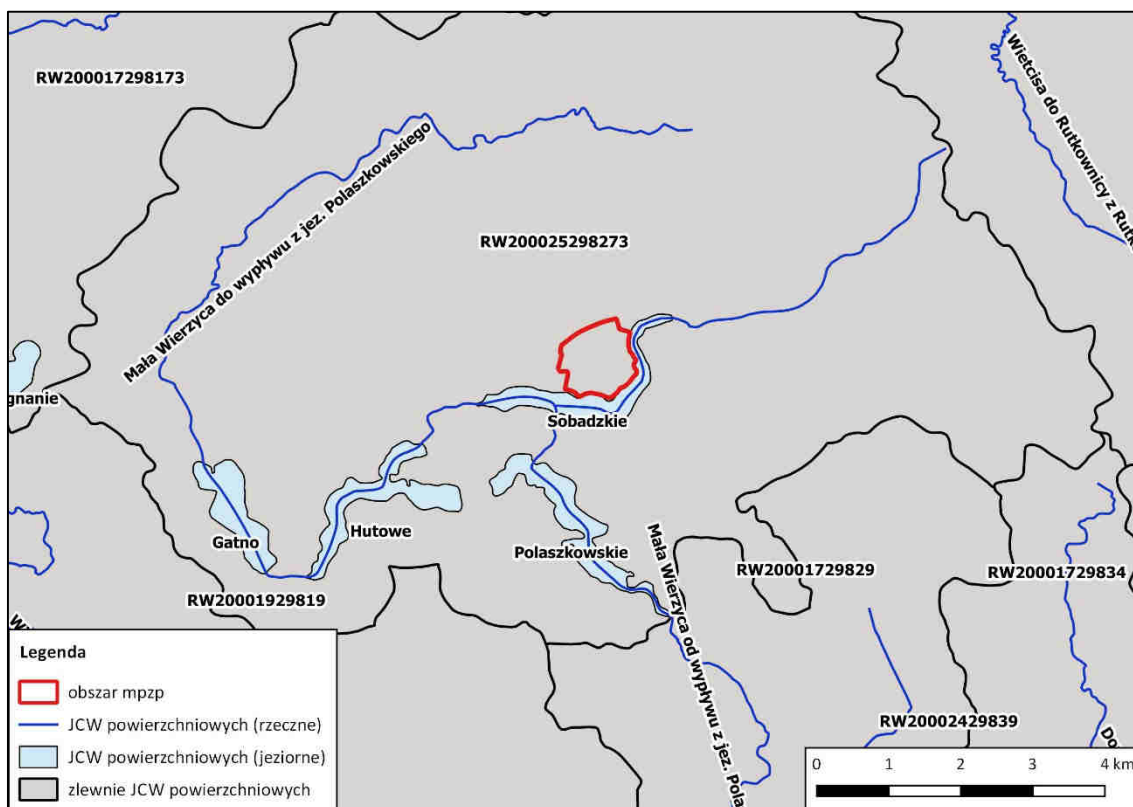 RW200017298173
Wietcisa do Rutkownicy z Rutk
Mała Wierzyca do wypływu z jez. Polaszkowskiego
RW200025298273
gnanie
Sobadzkie
Gatno
Hutowe
Polaszkowskie
Mała Wierzyca od wypływu z jez. Pola
RW20001729829
RW20001729834
RW20001929819
RW20002429839
Do
Legenda
obszar mpzp
JCW powierzchniowych (rzeczne)
JCW powierzchniowych (jeziorne)
zlewnie JCW powierzchniowych
0 1 2 3 4 km